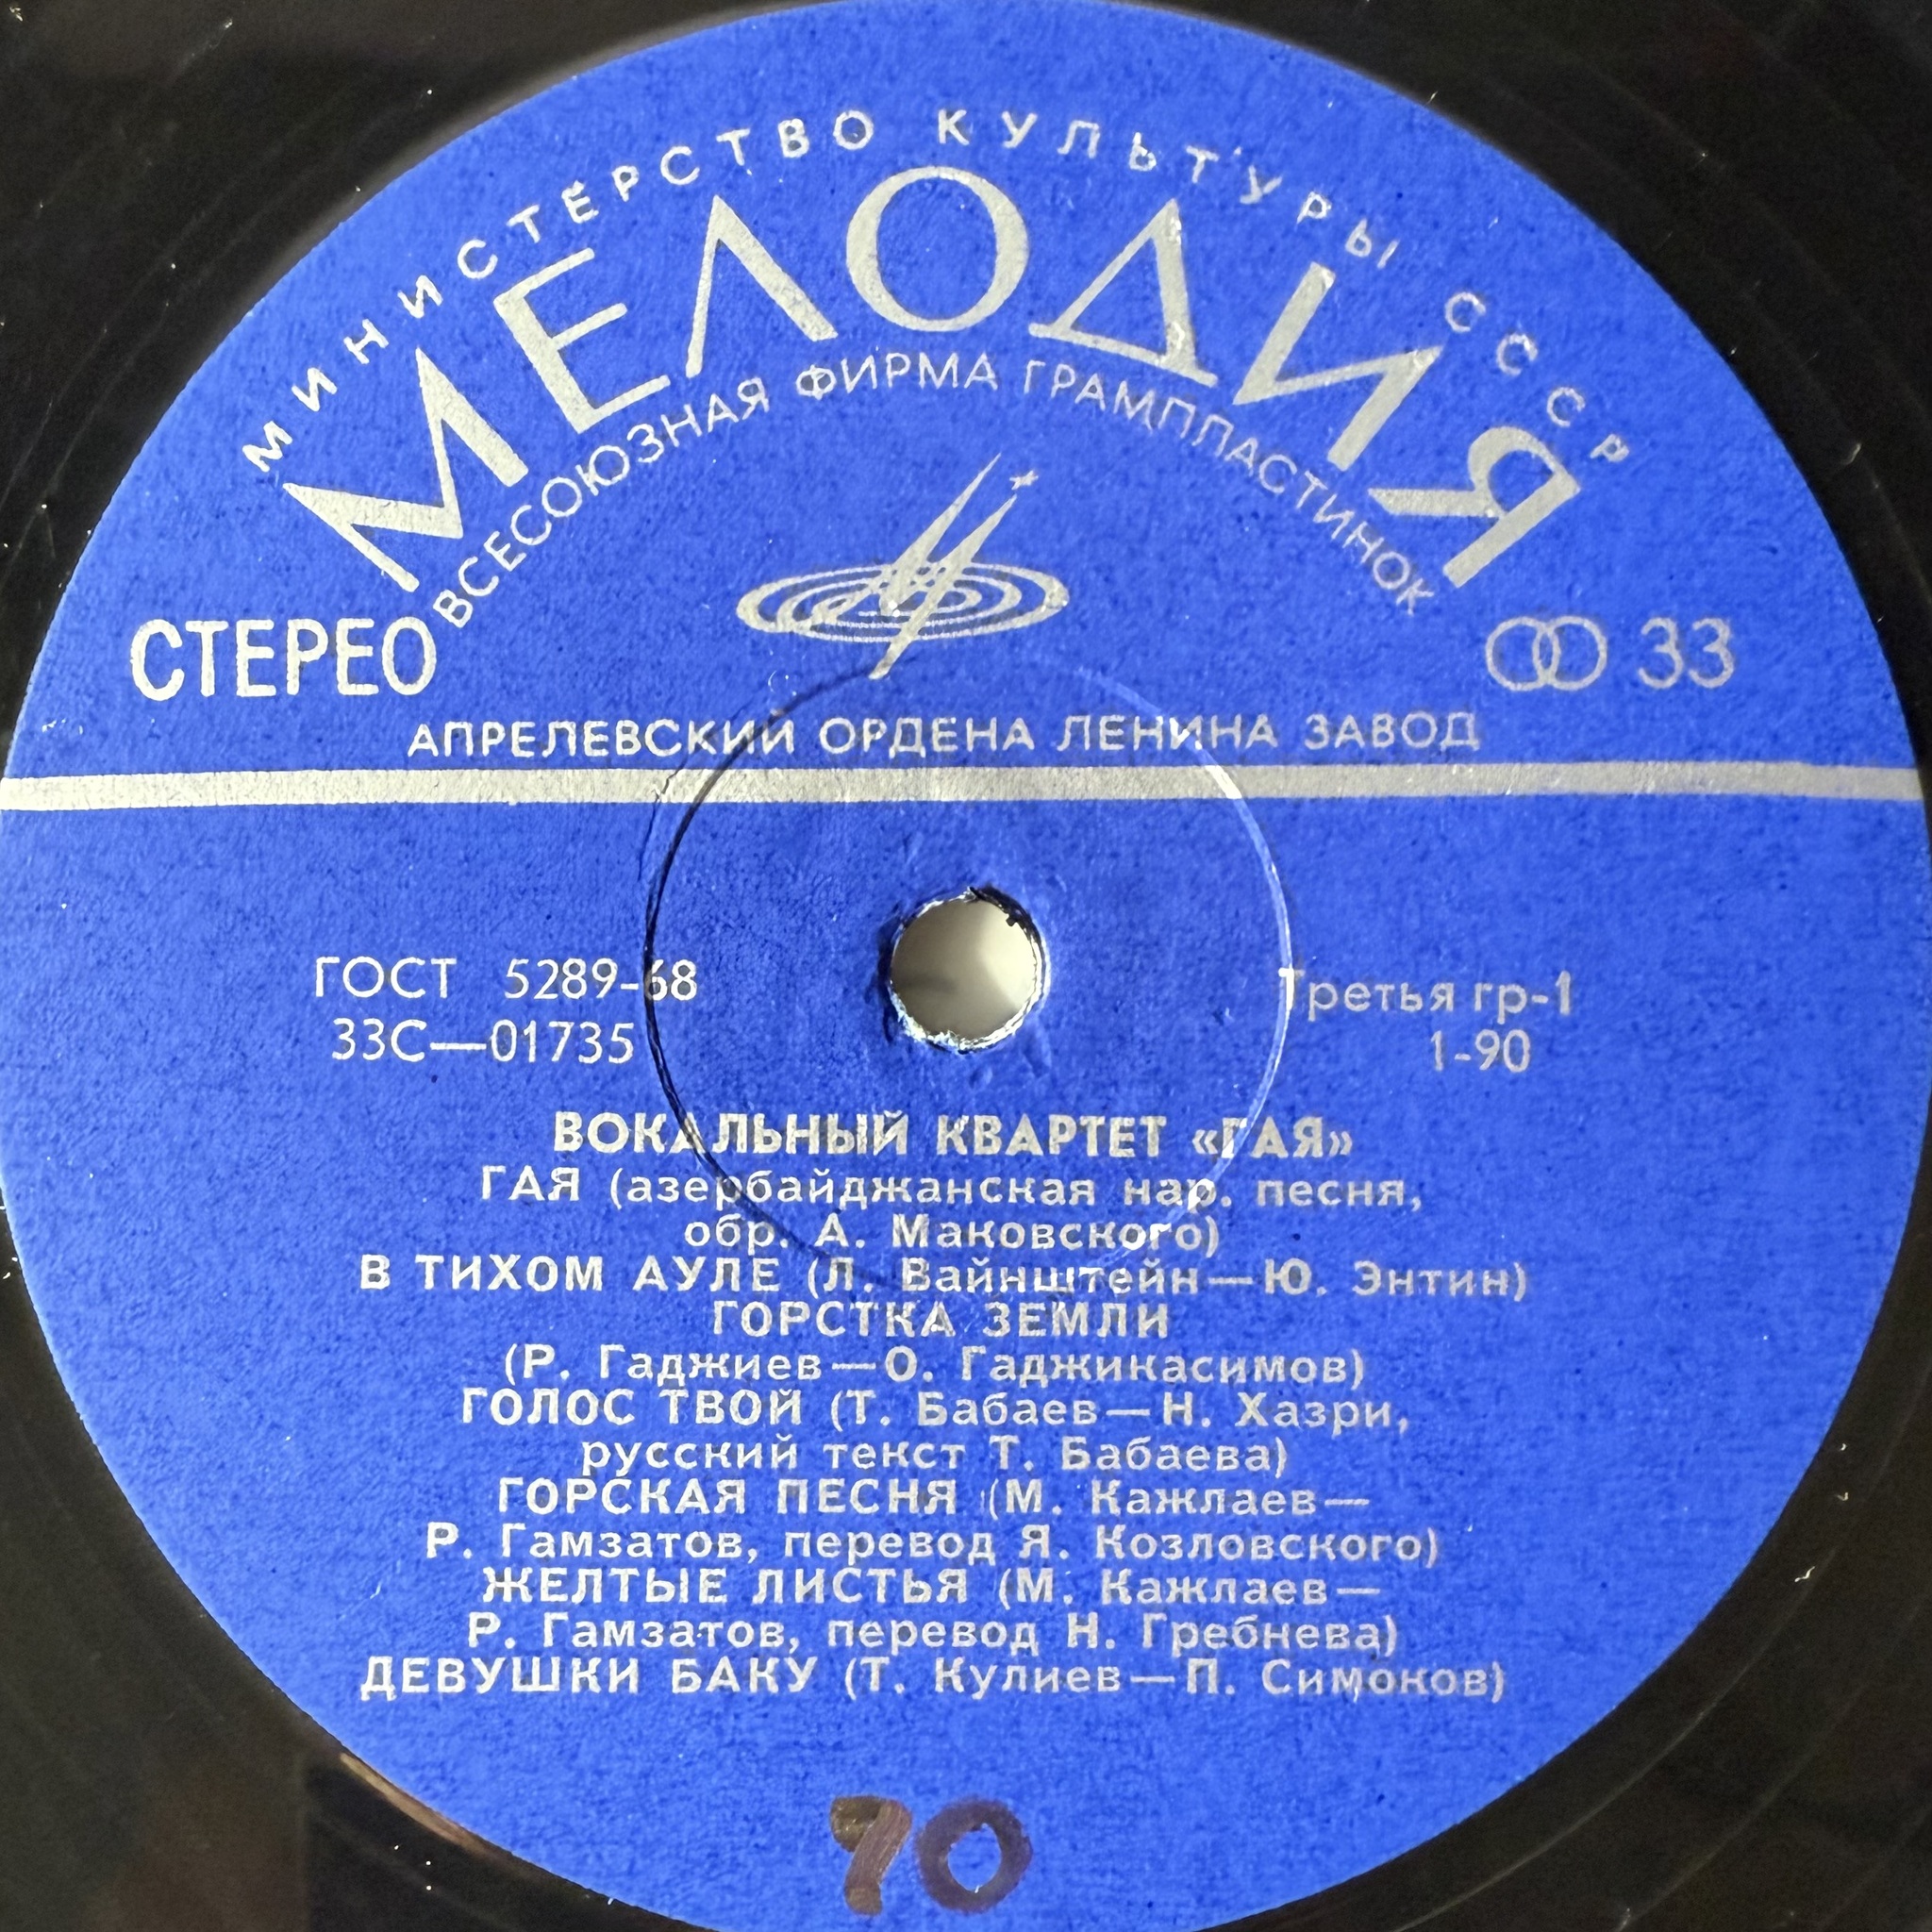 МИНИСТЕРСТВО КУЛЬТУРЫ СССР
МЕЛОДИЯ
ВСЕСОЮЗНАЯ ФИРМА ГРАМПЛАСТИНОК
СТЕРЕО
33
АПРЕЛЕВСКИЙ ОРДЕНА ЛЕНИНА ЗАВОД
ГОСТ 5289-68
33С—01735
Третья гр-1
1-90
ВОКАЛЬНЫЙ КВАРТЕТ «ГАЯ»
ГАЯ (азербайджанская нар. песня,
обр. А. Маковского)
В ТИХОМ АУЛЕ (Л. Вайнштейн—Ю. Энтин)
ГОРСТКА ЗЕМЛИ
(Р. Гаджиев—О. Гаджикасимов)
ГОЛОС ТВОЙ (Т. Бабаев—Н. Хазри,
русский текст Т. Бабаева)
ГОРСКАЯ ПЕСНЯ (М. Кажлаев—
Р. Гамзатов, перевод Я. Козловского)
ЖЕЛТЫЕ ЛИСТЬЯ (М. Кажлаев—
Р. Гамзатов, перевод Н. Гребнева)
ДЕВУШКИ БАКУ (Т. Кулиев—П. Симонов)
70